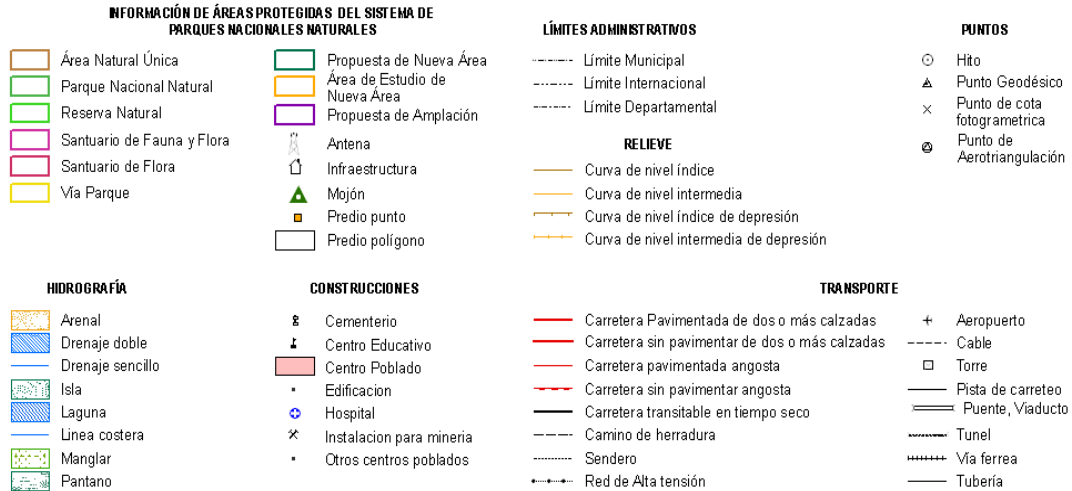 INFORMACIÓN DE ÁREAS PROTEGIDAS DEL SISTEMA DE
PARQUES NACIONALES NATURALES
Área Natural Única
Parque Nacional Natural
Reserva Natural
Santuario de Fauna y Flora
Santuario de Flora
Vía Parque
Propuesta de Nueva Área
Área de Estudio de
Nueva Área
Propuesta de Amplación
Antena
Infraestructura
Mojón
Predio punto
Predio polígono
LÍMITES ADMINISTRATIVOS
Límite Municipal
Límite Internacional
Límite Departamental
RELIEVE
Curva de nivel índice
Curva de nivel intermedia
Curva de nivel índice de depresión
Curva de nivel intermedia de depresión
PUNTOS
Hito
Punto Geodésico
Punto de cota
fotogrametrica
Punto de
Aerotriangulación
HIDROGRAFÍA
Arenal
Drenaje doble
Drenaje sencillo
Isla
Laguna
Linea costera
Manglar
Pantano
CONSTRUCCIONES
Cementerio
Centro Educativo
Centro Poblado
Edificacion
Hospital
Instalacion para mineria
Otros centros poblados
TRANSPORTE
Carretera Pavimentada de dos o más calzadas
Carretera sin pavimentar de dos o más calzadas
Carretera pavimentada angosta
Carretera sin pavimentar angosta
Carretera transitable en tiempo seco
Camino de herradura
Sendero
Red de Alta tensión
Aeropuerto
Cable
Torre
Pista de carreteo
Puente, Viaducto
Tunel
Vía ferrea
Tubería